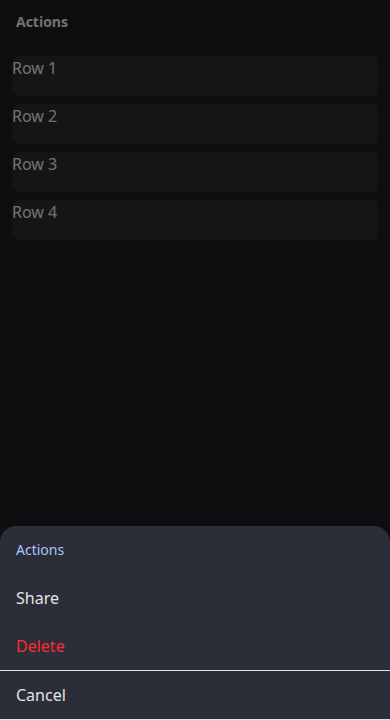 Actions
Row 1
Row 2
Row 3
Row 4
Actions
Share
Delete
Cancel